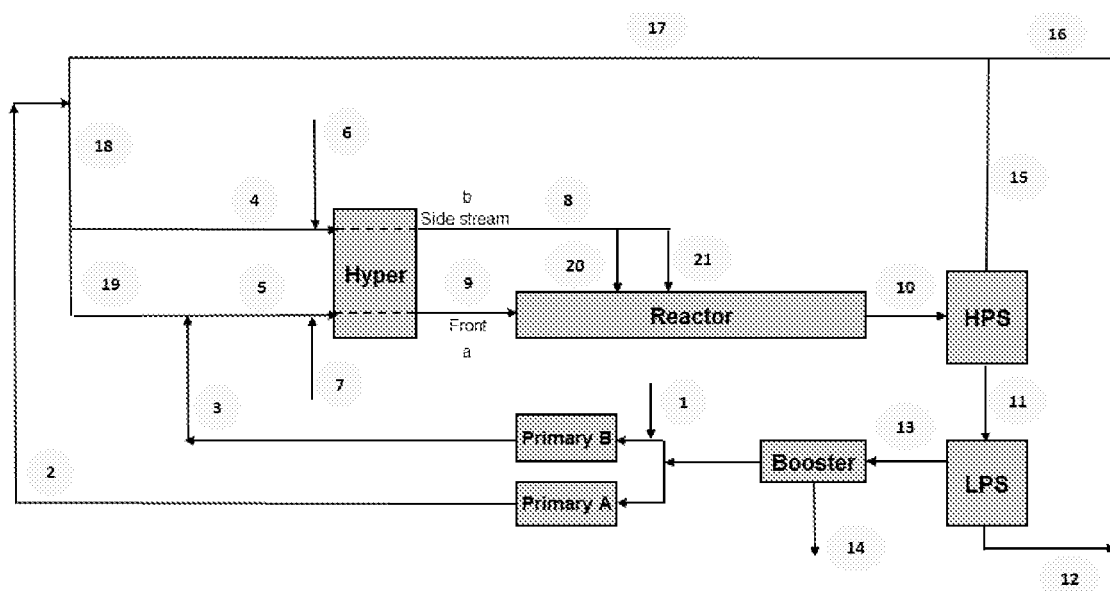 17
16
6
18
15
b
4
Side stream
8
20
21
19
5
Hyper
9
10
Reactor
HPS
Front
a
7
3
1
11
Primary B
13
2
Booster
LPS
Primary A
14
12